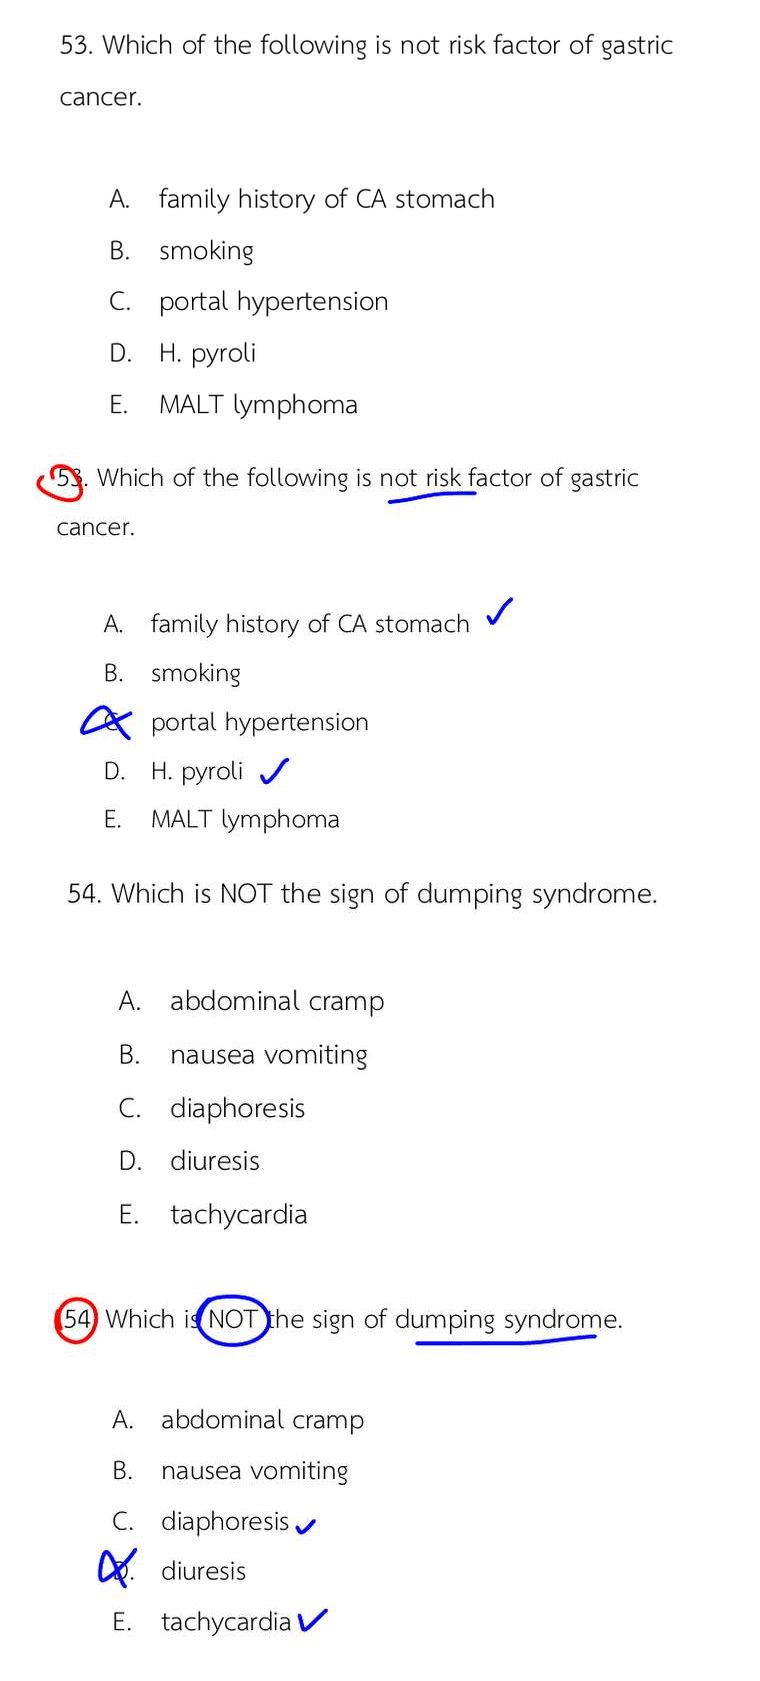 53. Which of the following is not risk factor of gastric
cancer.
A. family history of CA stomach
B. smoking
C. portal hypertension
D. H. pyroli
E. MALT lymphoma
53. Which of the following is not risk factor of gastric
cancer.
A. family history of CA stomach
B. smoking
C. portal hypertension
D. H. pyroli
E. MALT lymphoma
54. Which is NOT the sign of dumping syndrome.
A. abdominal cramp
B. nausea vomiting
C. diaphoresis
D. diuresis
E. tachycardia
54. Which is NOT the sign of dumping syndrome.
A. abdominal cramp
B. nausea vomiting
C. diaphoresis
D. diuresis
E. tachycardia